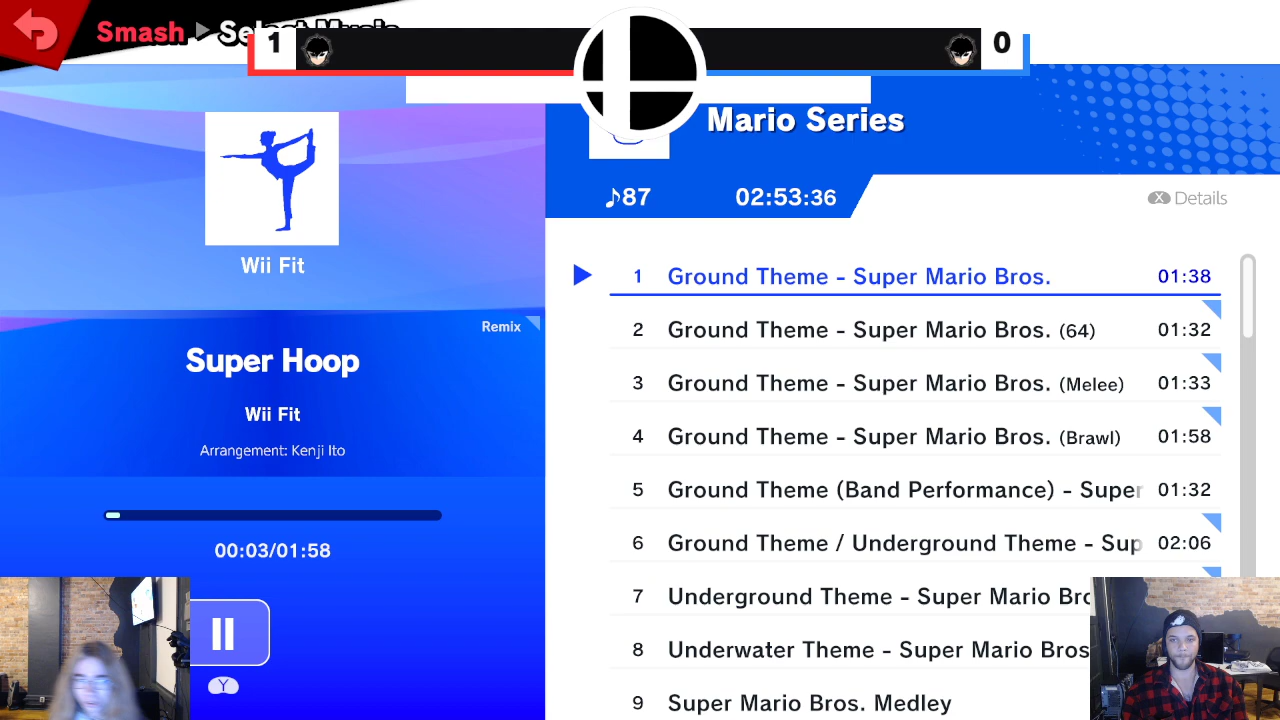 Smash ▶ Select Music
1
0
Mario Series
♪87
02:53:36
X Details
Wii Fit
Remix
Super Hoop
Wii Fit
Arrangement: Kenji Ito
00:03/01:58
Y
1 Ground Theme - Super Mario Bros. 01:38
2 Ground Theme - Super Mario Bros. (64) 01:32
3 Ground Theme - Super Mario Bros. (Melee) 01:33
4 Ground Theme - Super Mario Bros. (Brawl) 01:58
5 Ground Theme (Band Performance) - Super 01:32
6 Ground Theme / Underground Theme - Sup 02:06
7 Underground Theme - Super Mario Bro
8 Underwater Theme - Super Mario Bros
9 Super Mario Bros. Medley